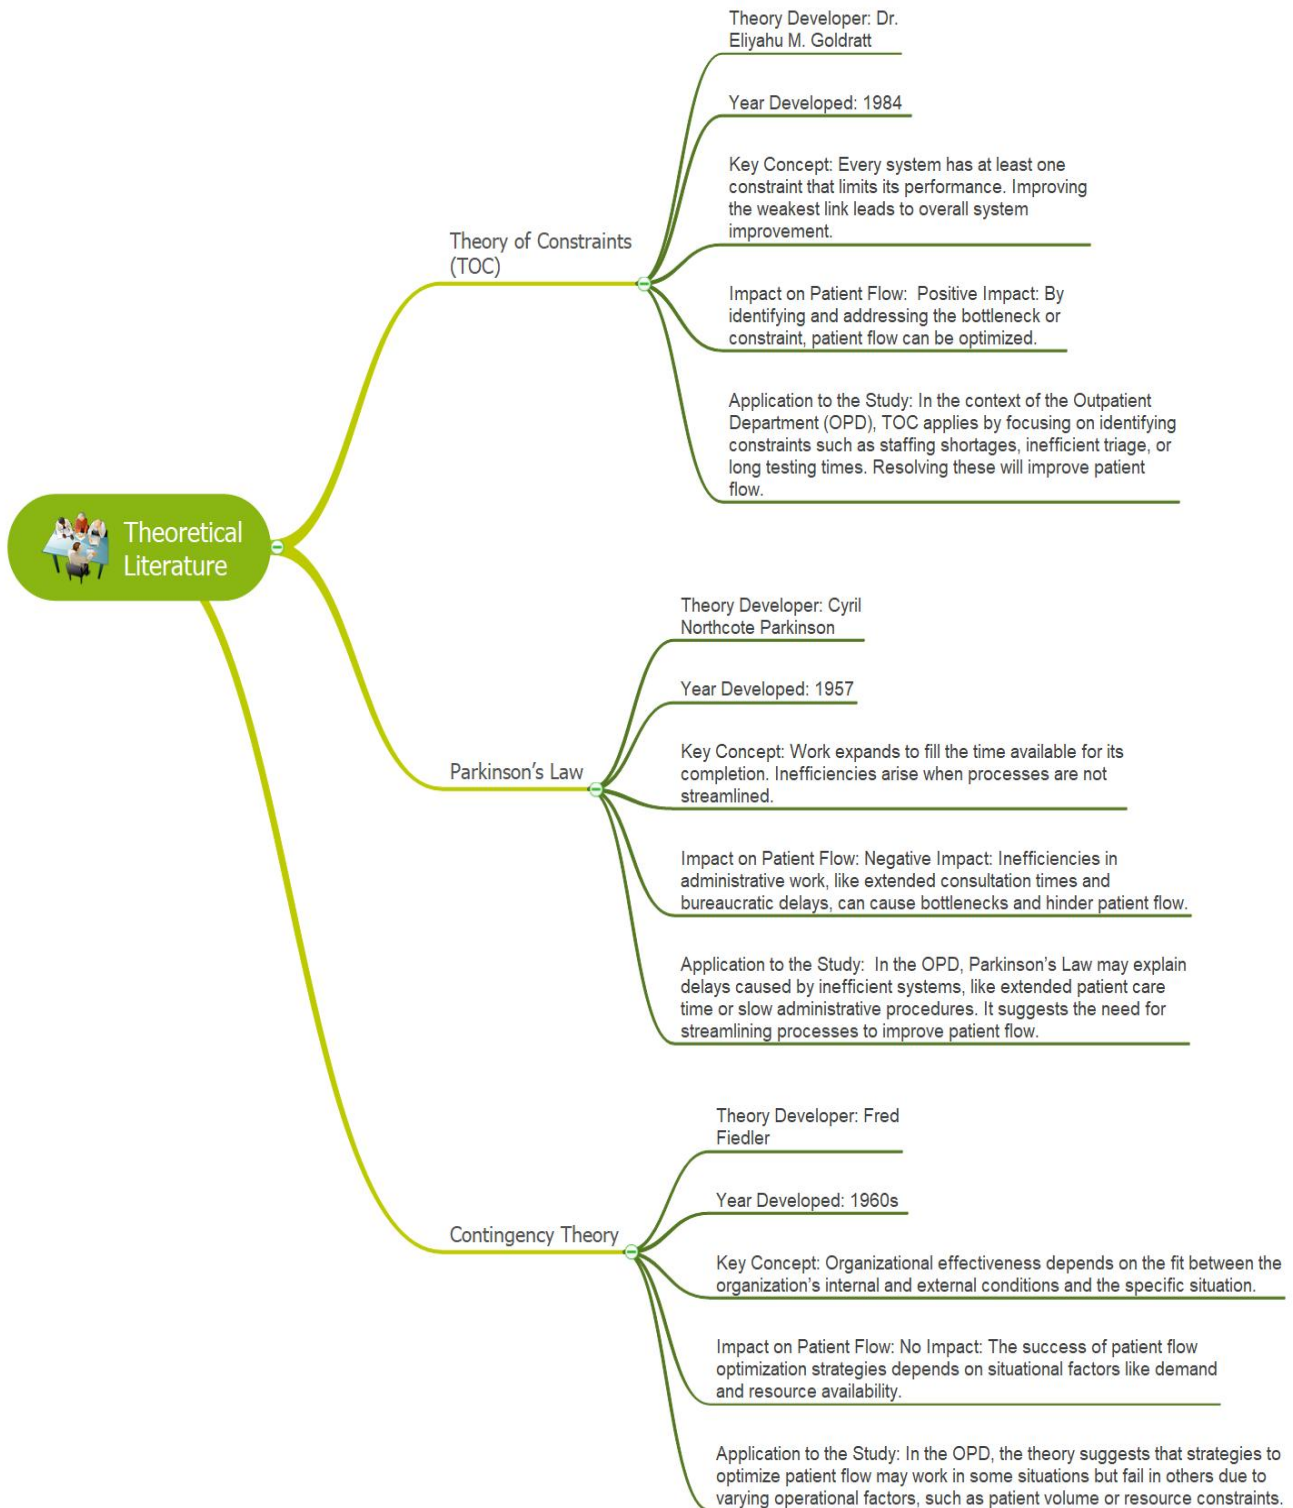 Theoretical
Literature
Theory of Constraints
(TOC)
Theory Developer: Dr.
Eliyahu M. Goldratt
Year Developed: 1984
Key Concept: Every system has at least one
constraint that limits its performance. Improving
the weakest link leads to overall system
improvement.
Impact on Patient Flow:  Positive Impact: By
identifying and addressing the bottleneck or
constraint, patient flow can be optimized.
Application to the Study: In the context of the Outpatient
Department (OPD), TOC applies by focusing on identifying
constraints such as staffing shortages, inefficient triage, or
long testing times. Resolving these will improve patient
flow.
Parkinson’s Law
Theory Developer: Cyril
Northcote Parkinson
Year Developed: 1957
Key Concept: Work expands to fill the time available for its
completion. Inefficiencies arise when processes are not
streamlined.
Impact on Patient Flow: Negative Impact: Inefficiencies in
administrative work, like extended consultation times and
bureaucratic delays, can cause bottlenecks and hinder patient flow.
Application to the Study:  In the OPD, Parkinson’s Law may explain
delays caused by inefficient systems, like extended patient care
time or slow administrative procedures. It suggests the need for
streamlining processes to improve patient flow.
Contingency Theory
Theory Developer: Fred
Fiedler
Year Developed: 1960s
Key Concept: Organizational effectiveness depends on the fit between the
organization’s internal and external conditions and the specific situation.
Impact on Patient Flow: No Impact: The success of patient flow
optimization strategies depends on situational factors like demand
and resource availability.
Application to the Study: In the OPD, the theory suggests that strategies to
optimize patient flow may work in some situations but fail in others due to
varying operational factors, such as patient volume or resource constraints.